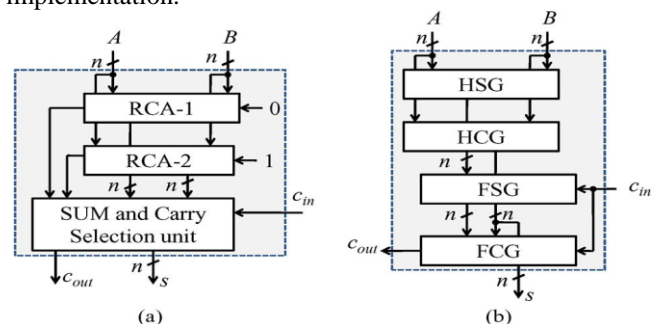 implementation.
A B
n n
RCA-1 0
RCA-2 1
n n
SUM and Carry
Selection unit
c_in
c_out n s
(a)
A B
n n
HSG
HCG
n
FSG c_in
n n
c_out FCG
n s
(b)